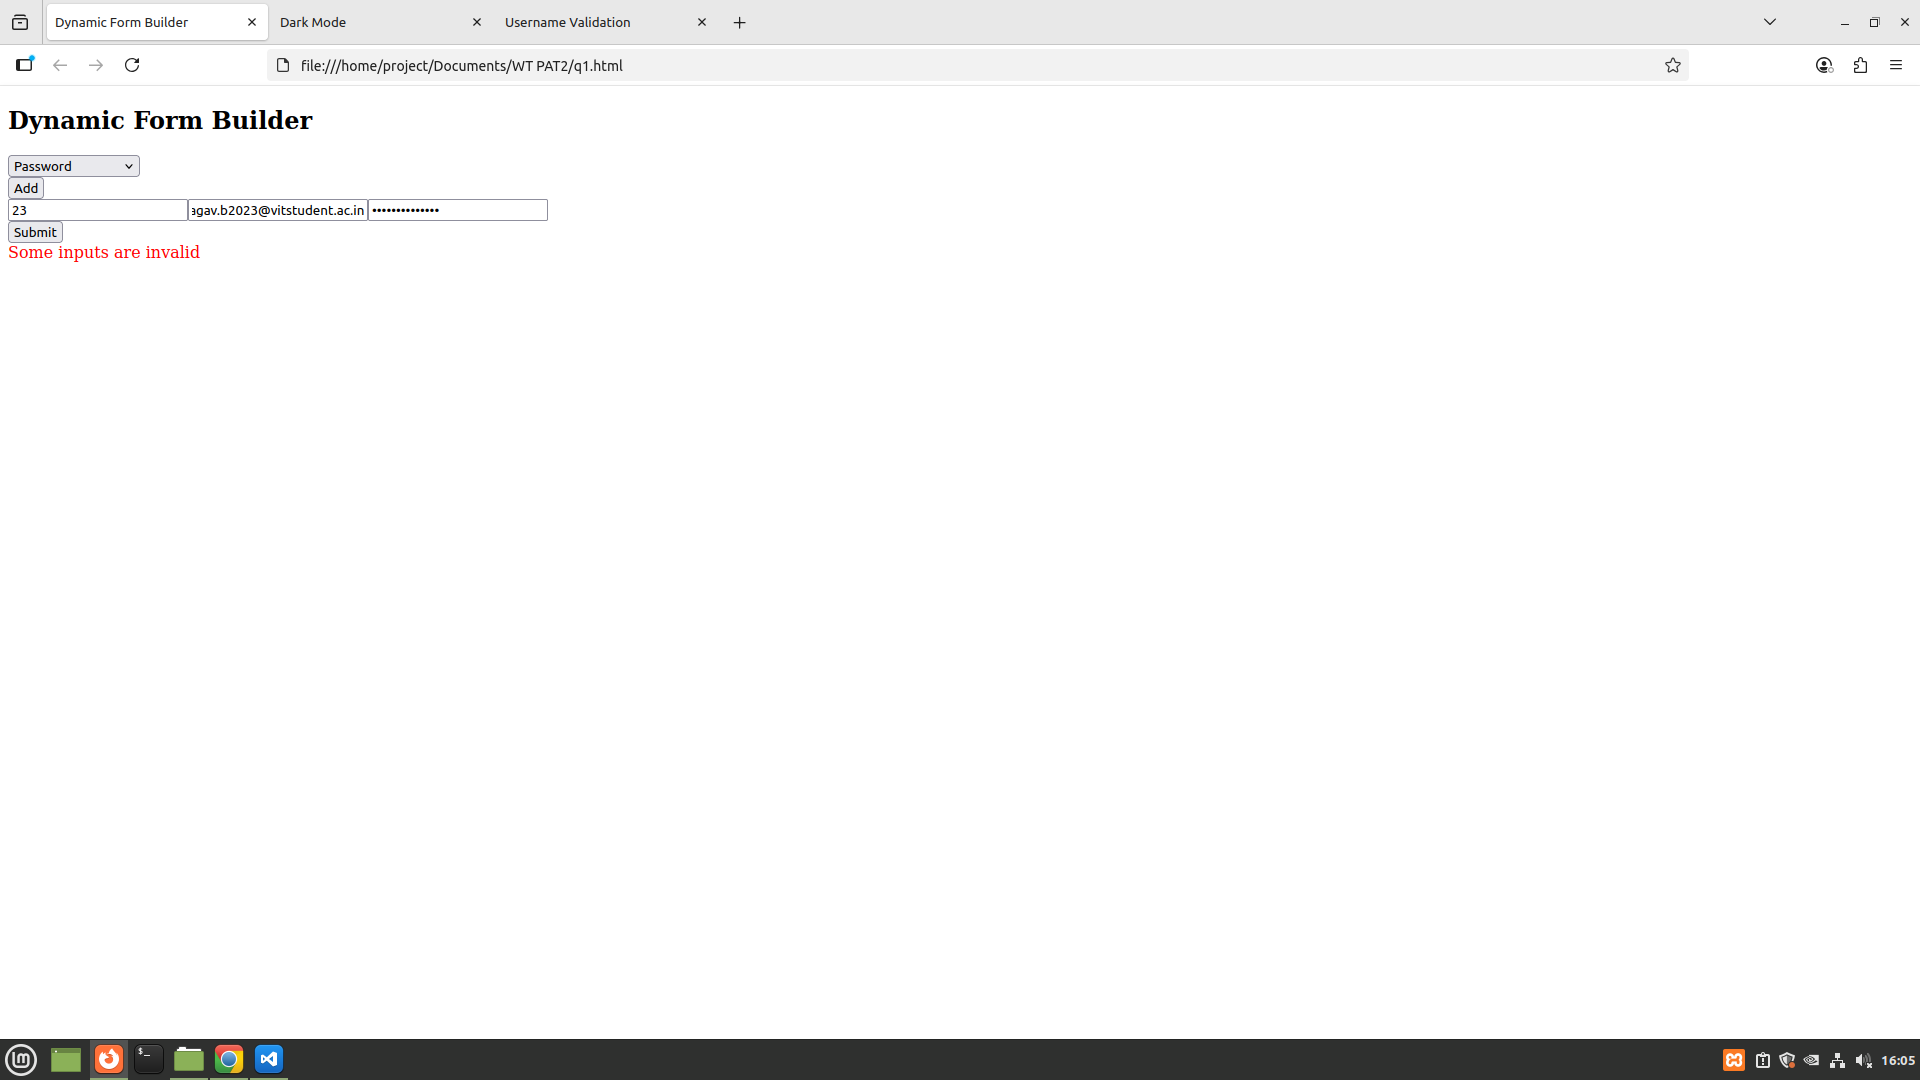 Dynamic Form Builder
Dark Mode
Username Validation
file:///home/project/Documents/WT PAT2/q1.html
Dynamic Form Builder
Password
Add
23 agav.b2023@vitstudent.ac.in ••••••••••••••
Submit
Some inputs are invalid
$_
16:05